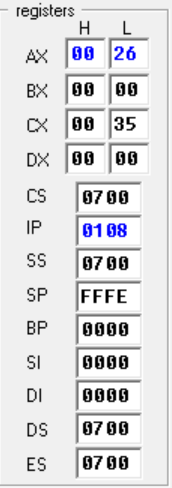 registers
H L
AX 00 26
BX 00 00
CX 00 35
DX 00 00
CS 0700
IP 0108
SS 0700
SP FFFE
BP 0000
SI 0000
DI 0000
DS 0700
ES 0700